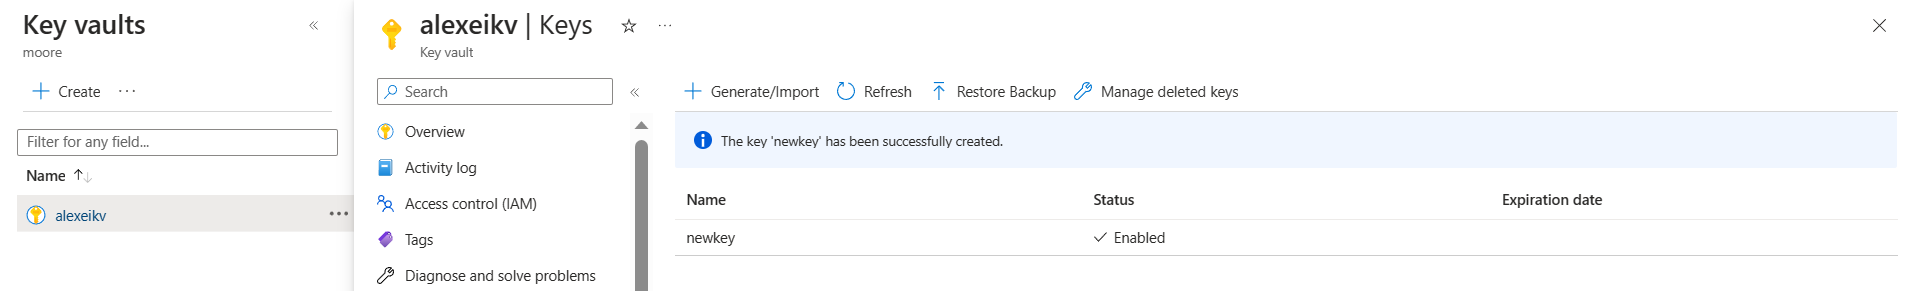 Key vaults
moore
Create
Filter for any field...
Name
alexeikv
alexeikv | Keys
Key vault
Search
Overview
Activity log
Access control (IAM)
Tags
Diagnose and solve problems
Generate/Import Refresh Restore Backup Manage deleted keys
The key 'newkey' has been successfully created.
Name Status Expiration date
newkey Enabled